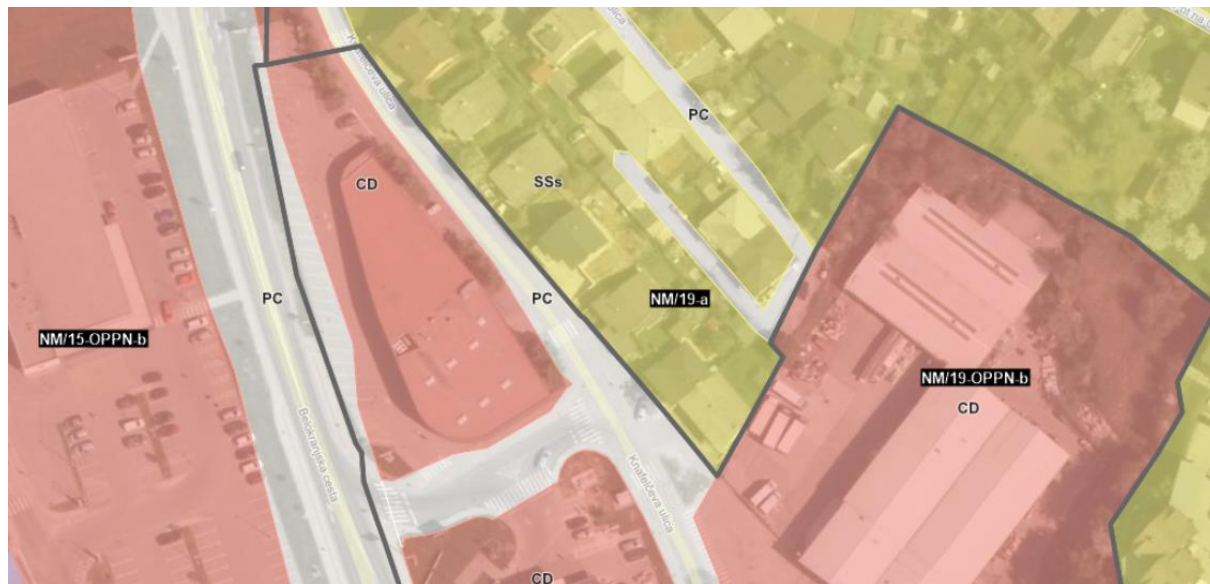 Knafelčeva ulica
PC
CD
SSs
PC
PC
NM/19-a
NM/15-OPPN-b
NM/19-OPPN-b
CD
Belokranjska cesta
Knafelčeva ulica
CD